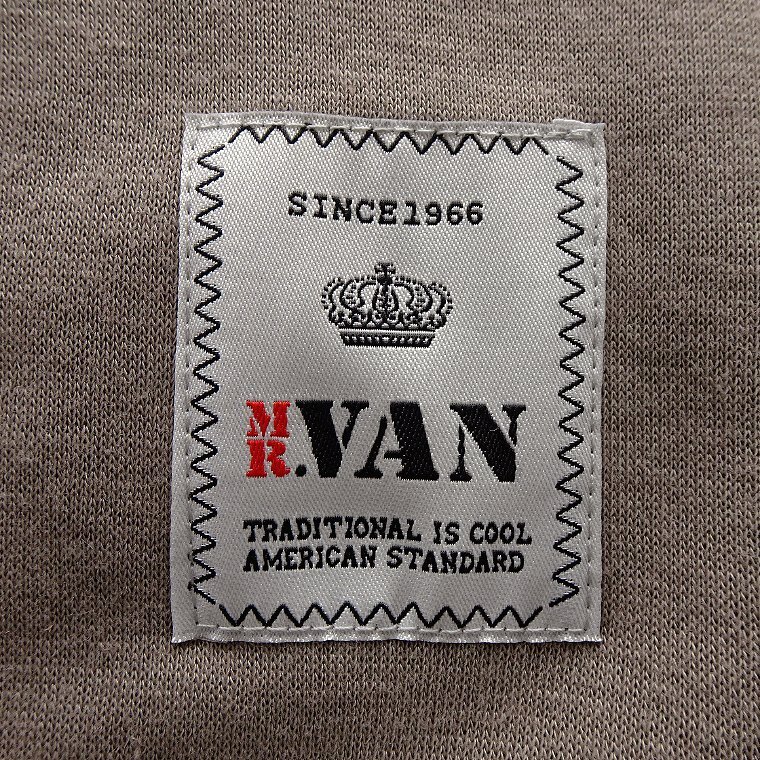 SINCE1966
MR.VAN
TRADITIONAL IS COOL
AMERICAN STANDARD